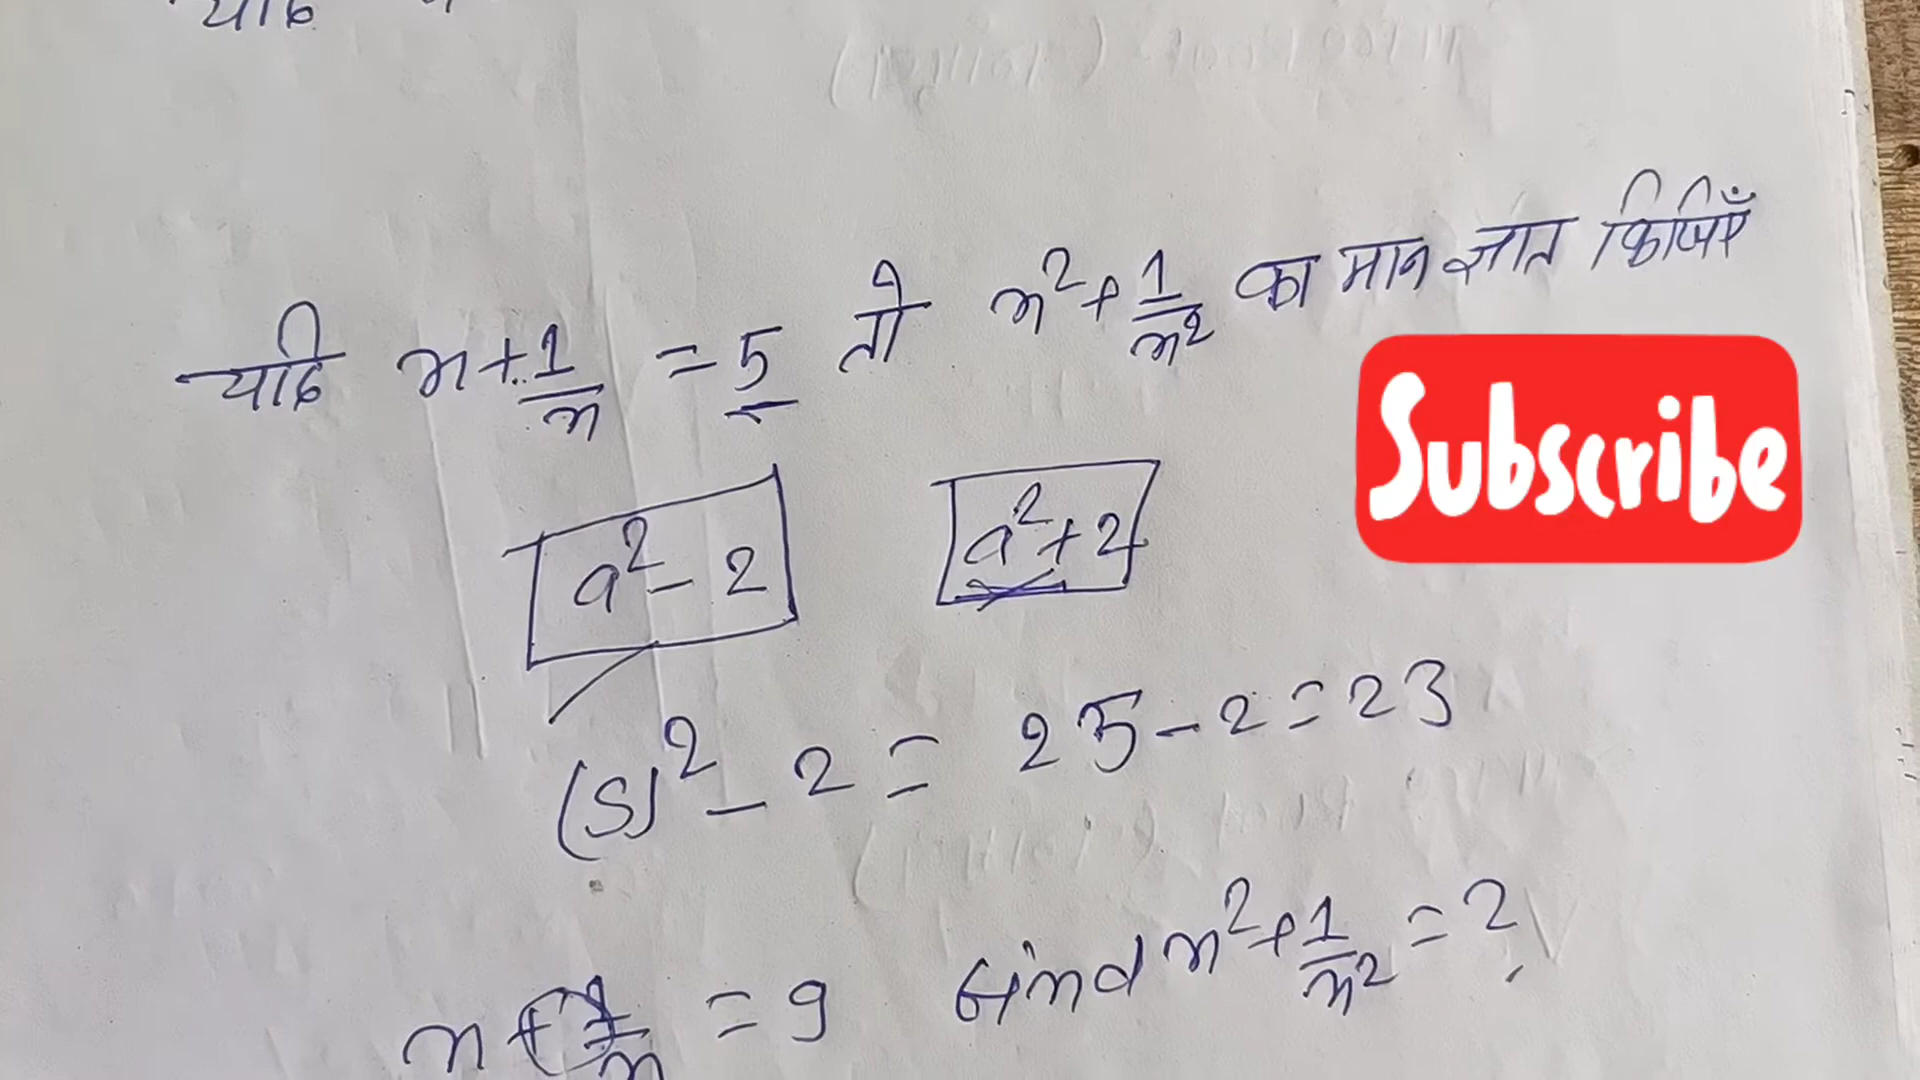 यदि
यदि x + 1/x = 5 तो x² + 1/x² का मान ज्ञात किजिएँ
Subscribe
a² - 2 a² + 2
(5)² - 2 = 25 - 2 = 23
x + 1/x = 9 find x² + 1/x² = ?